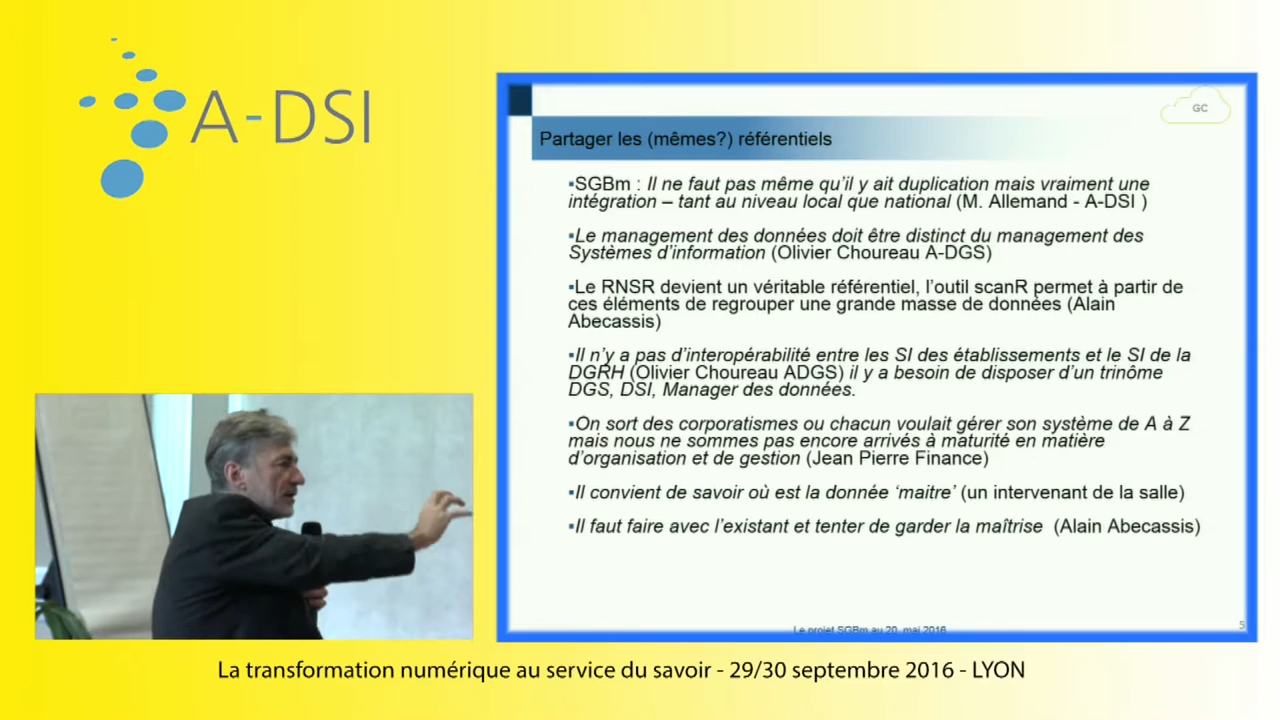 A-DSI
GC
Partager les (mêmes?) référentiels
▪SGBm : Il ne faut pas même qu'il y ait duplication mais vraiment une
intégration – tant au niveau local que national (M. Allemand - A-DSI )
▪Le management des données doit être distinct du management des
Systèmes d'information (Olivier Choureau A-DGS)
▪Le RNSR devient un véritable référentiel, l'outil scanR permet à partir de
ces éléments de regrouper une grande masse de données (Alain
Abecassis)
▪Il n'y a pas d'interopérabilité entre les SI des établissements et le SI de la
DGRH (Olivier Choureau ADGS) il y a besoin de disposer d'un trinôme
DGS, DSI, Manager des données.
▪On sort des corporatismes ou chacun voulait gérer son système de A à Z
mais nous ne sommes pas encore arrivés à maturité en matière
d'organisation et de gestion (Jean Pierre Finance)
▪Il convient de savoir où est la donnée 'maitre' (un intervenant de la salle)
▪Il faut faire avec l'existant et tenter de garder la maîtrise (Alain Abecassis)
Le projet SGBm au 20 mai 2016
5
La transformation numérique au service du savoir - 29/30 septembre 2016 - LYON